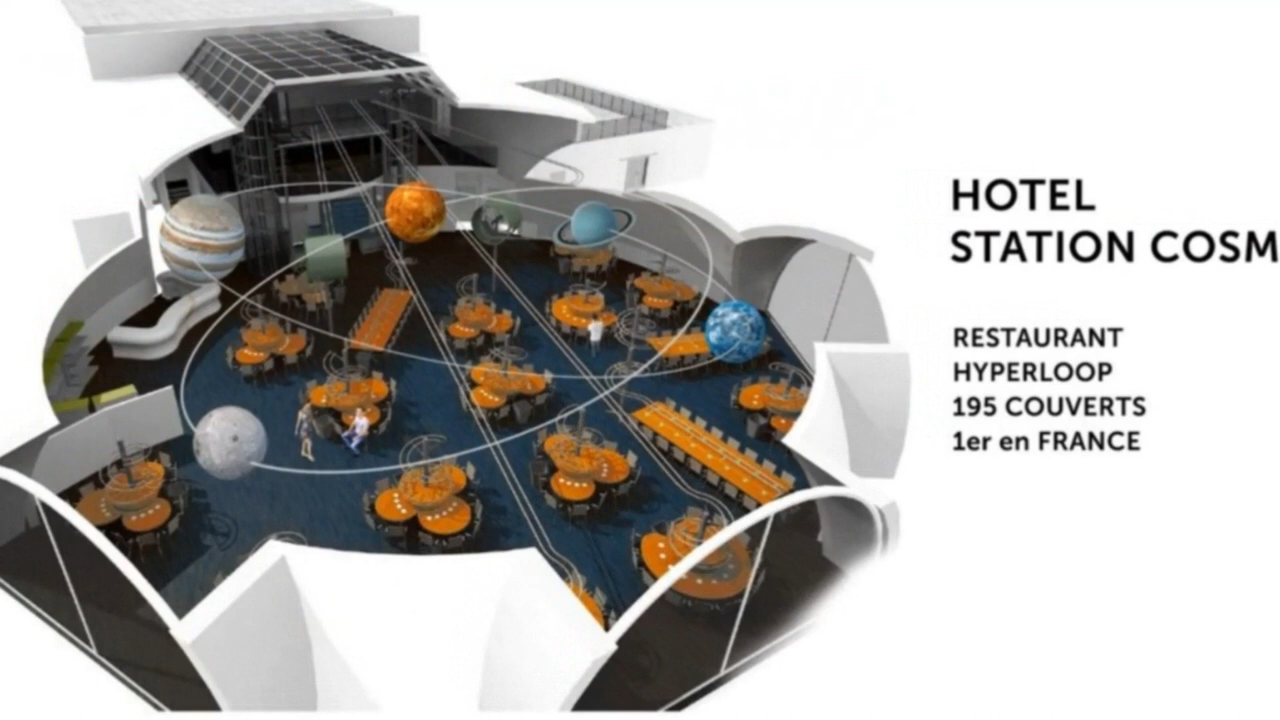 HOTEL
STATION COSM
RESTAURANT
HYPERLOOP
195 COUVERTS
1er en FRANCE